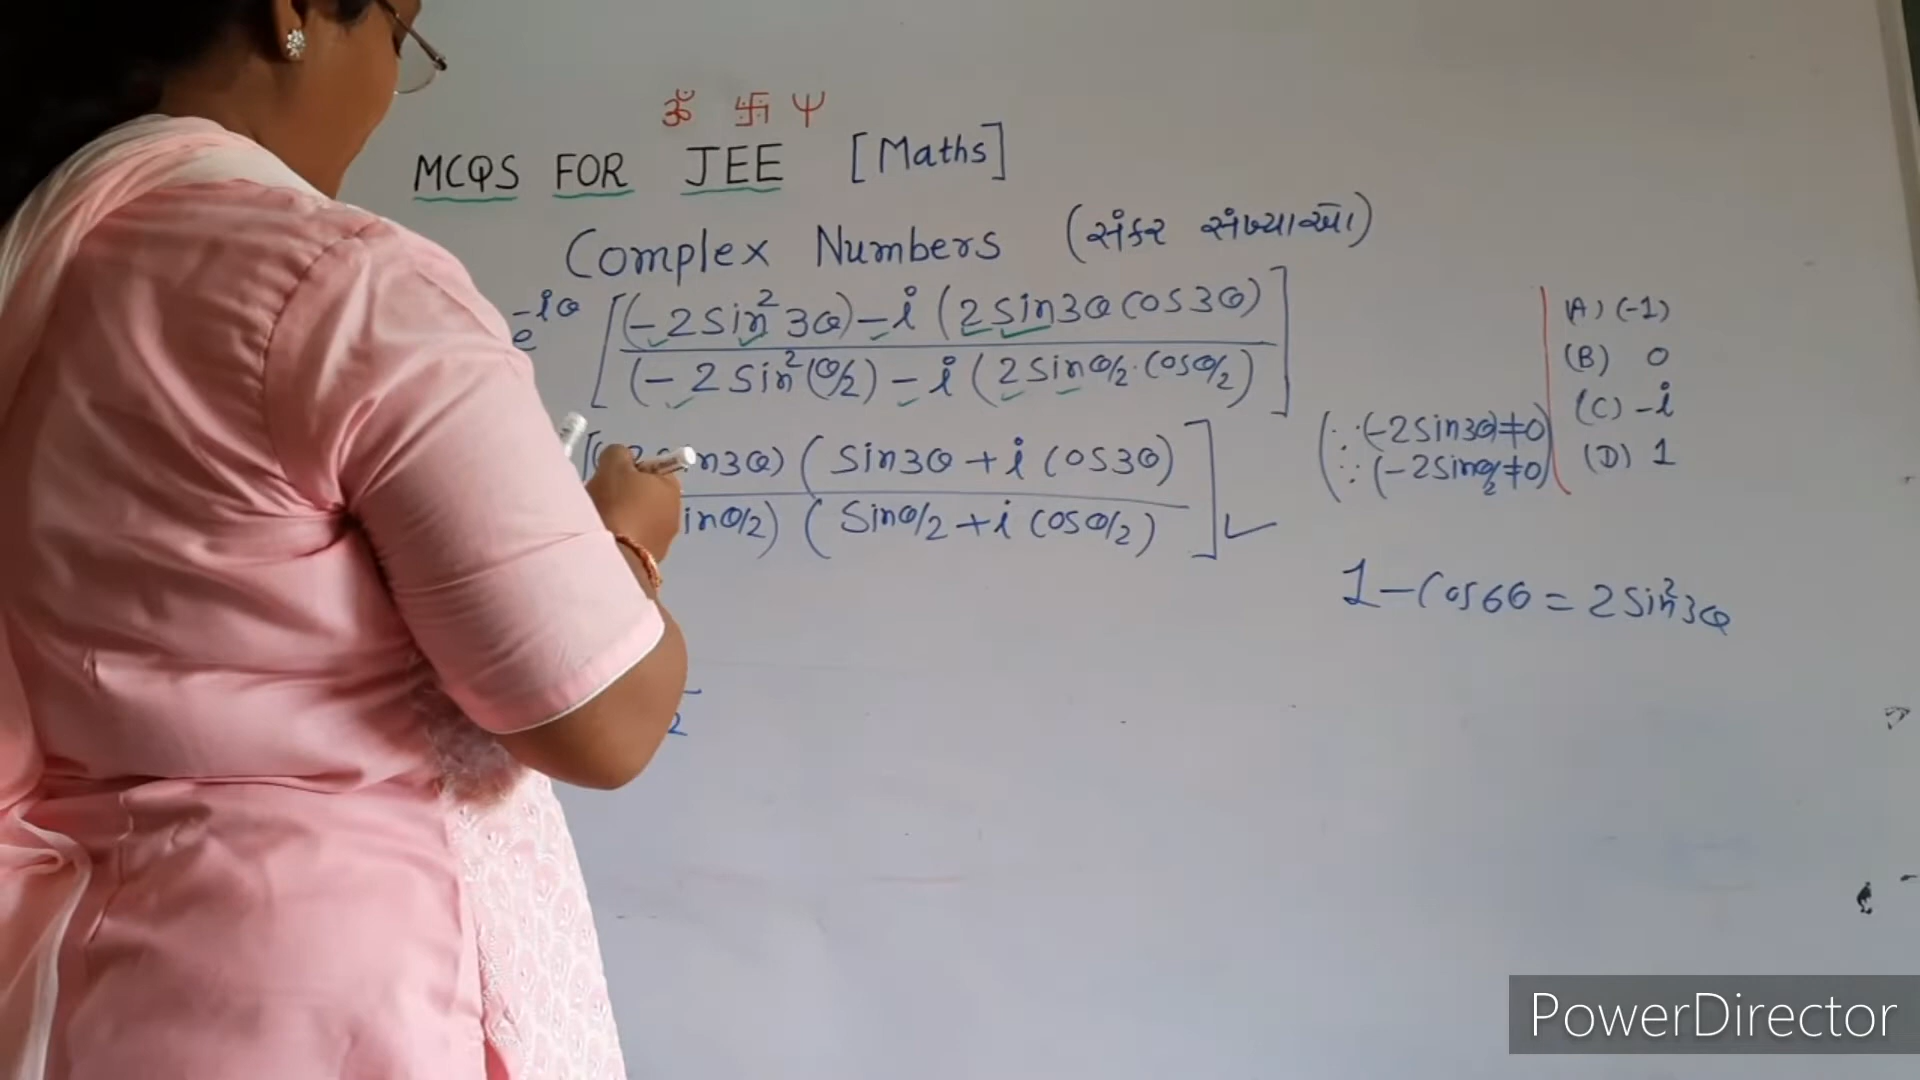 ॐ 卐 Ψ
MCQS FOR JEE [Maths]
Complex Numbers (સંકર સંખ્યાઓ)
e^-iθ [(-2Sin²3θ)-i(2Sin3θ Cos3θ)
(-2Sin²(θ/2)-i(2Sinθ/2·Cosθ/2)]
n3θ)(Sin3θ+i Cos3θ)
inθ/2)(Sinθ/2+i Cosθ/2)] ✓
(∵(-2Sin3θ)≠0)
∵(-2Sinθ/2≠0)
(A) (-1)
(B) 0
(C) -i
(D) 1
1-Cos6θ=2Sin²3θ
2
PowerDirector